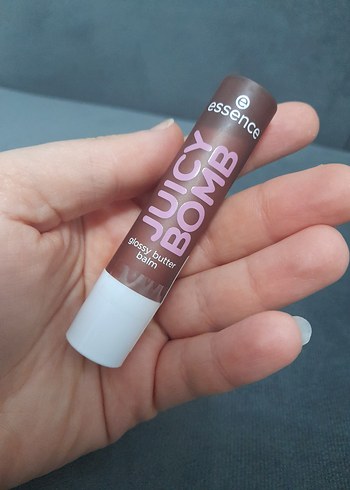 e
essence
JUICY
BOMB
glossy butter
balm